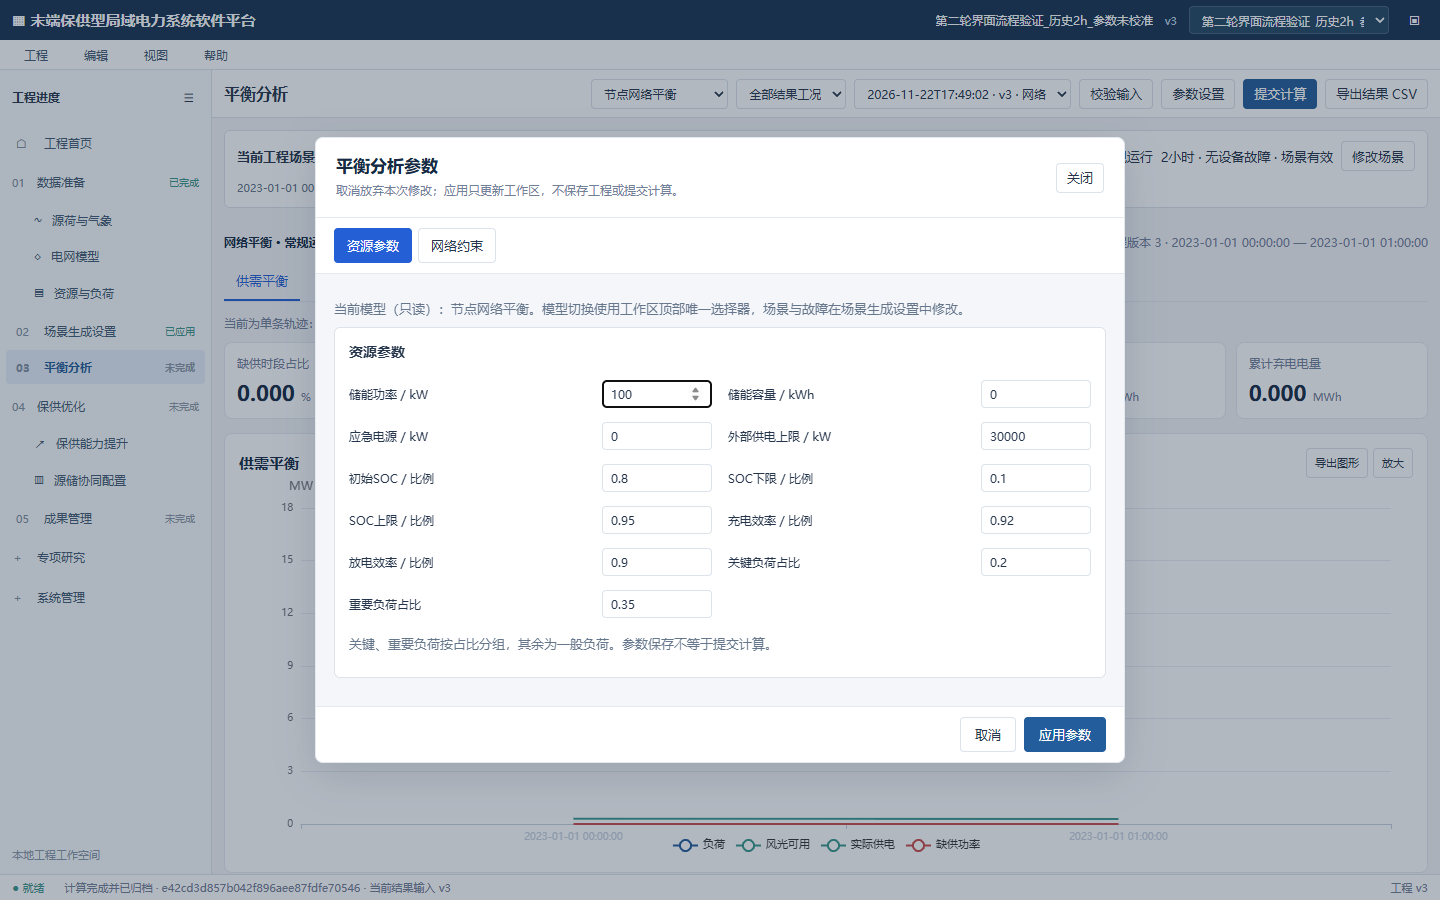 末端保供型局域电力系统软件平台
第二轮界面流程验证_历史2h_参数未校准 v3 第二轮界面流程验证 历史2h
工程 编辑 视图 帮助
工程进度
平衡分析
节点网络平衡 全部结果工况 2026-11-22T17:49:02 · v3 · 网络 校验输入 参数设置 提交计算 导出结果 CSV
工程首页
01 数据准备 已完成
源荷与气象
电网模型
资源与负荷
02 场景生成设置 已应用
03 平衡分析 未完成
04 保供优化 未完成
保供能力提升
源储协同配置
05 成果管理 未完成
+ 专项研究
+ 系统管理
本地工程工作空间
当前工程场景
运行 2小时 · 无设备故障 · 场景有效 修改场景
2023-01-01 00
网络平衡 · 常规
版本 3 · 2023-01-01 00:00:00 — 2023-01-01 01:00:00
供需平衡
当前为单条轨迹:
缺供时段占比
0.000 %
累计弃电电量
0.000 MWh
供需平衡
导出图形 放大
MW
18
15
12
9
6
3
0
2023-01-01 00:00:00 2023-01-01 01:00:00
负荷 风光可用 实际供电 缺供功率
平衡分析参数
取消放弃本次修改；应用只更新工作区，不保存工程或提交计算。
关闭
资源参数 网络约束
当前模型（只读）：节点网络平衡。模型切换使用工作区顶部唯一选择器，场景与故障在场景生成设置中修改。
资源参数
储能功率 / kW 100 储能容量 / kWh 0
应急电源 / kW 0 外部供电上限 / kW 30000
初始SOC / 比例 0.8 SOC下限 / 比例 0.1
SOC上限 / 比例 0.95 充电效率 / 比例 0.92
放电效率 / 比例 0.9 关键负荷占比 0.2
重要负荷占比 0.35
关键、重要负荷按占比分组，其余为一般负荷。参数保存不等于提交计算。
取消 应用参数
就绪 计算完成并已归档 · e42cd3d857b042f896aee87fdfe70546 · 当前结果输入 v3 工程 v3